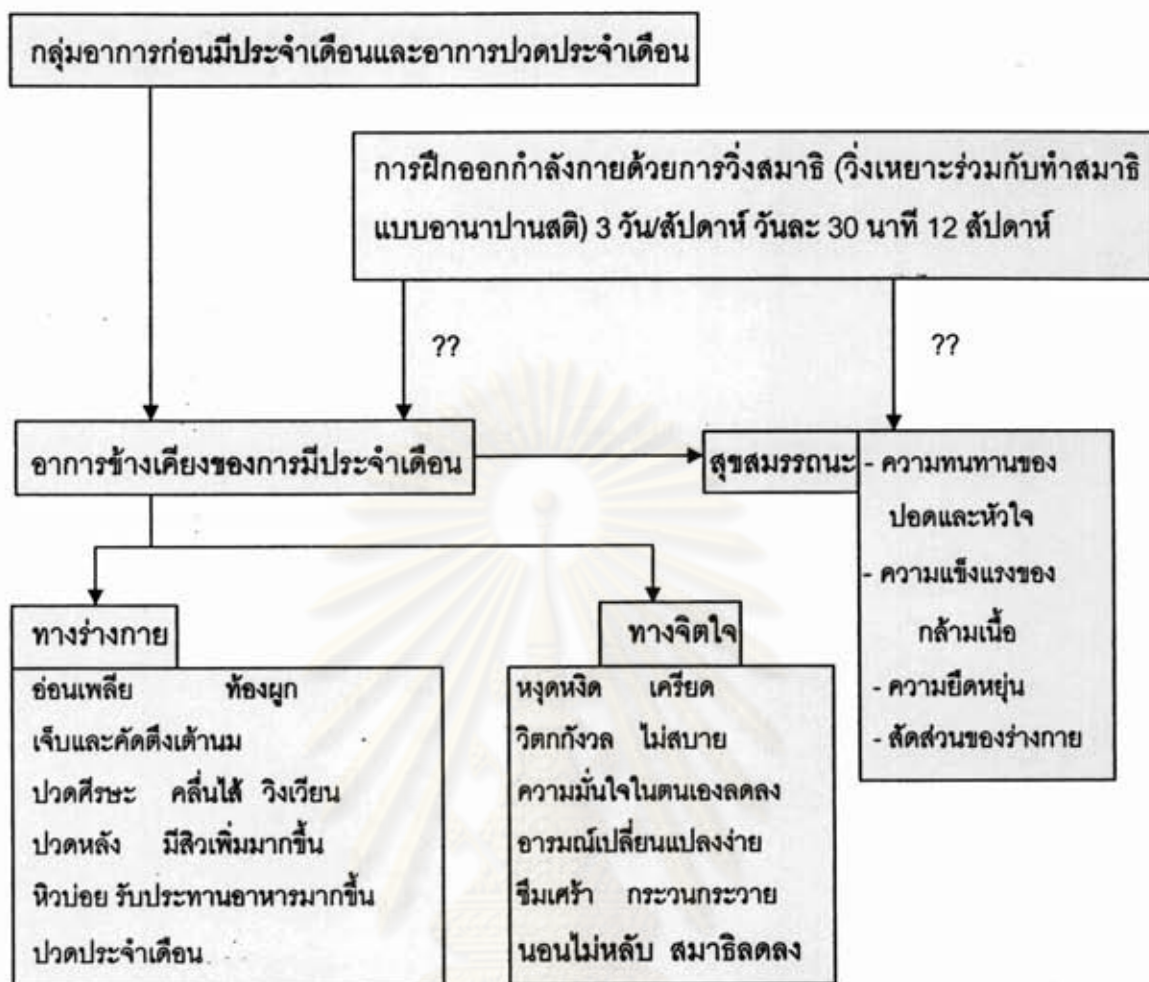 กลุ่มอาการก่อนมีประจำเดือนและอาการปวดประจำเดือน
การฝึกออกกำลังกายด้วยการวิ่งสมาธิ (วิ่งเหยาะร่วมกับทำสมาธิ
แบบอานาปานสติ) 3 วัน/สัปดาห์ วันละ 30 นาที 12 สัปดาห์
??
??
อาการข้างเคียงของการมีประจำเดือน
สุขสมรรถนะ
- ความทนทานของ
ปอดและหัวใจ
- ความแข็งแรงของ
กล้ามเนื้อ
- ความยืดหยุ่น
- สัดส่วนของร่างกาย
ทางร่างกาย
อ่อนเพลีย ท้องผูก
เจ็บและคัดตึงเต้านม
ปวดศีรษะ คลื่นไส้ วิงเวียน
ปวดหลัง มีสิวเพิ่มมากขึ้น
หิวบ่อย รับประทานอาหารมากขึ้น
ปวดประจำเดือน
ทางจิตใจ
หงุดหงิด เครียด
วิตกกังวล ไม่สบาย
ความมั่นใจในตนเองลดลง
อารมณ์เปลี่ยนแปลงง่าย
ซึมเศร้า กระวนกระวาย
นอนไม่หลับ สมาธิลดลง